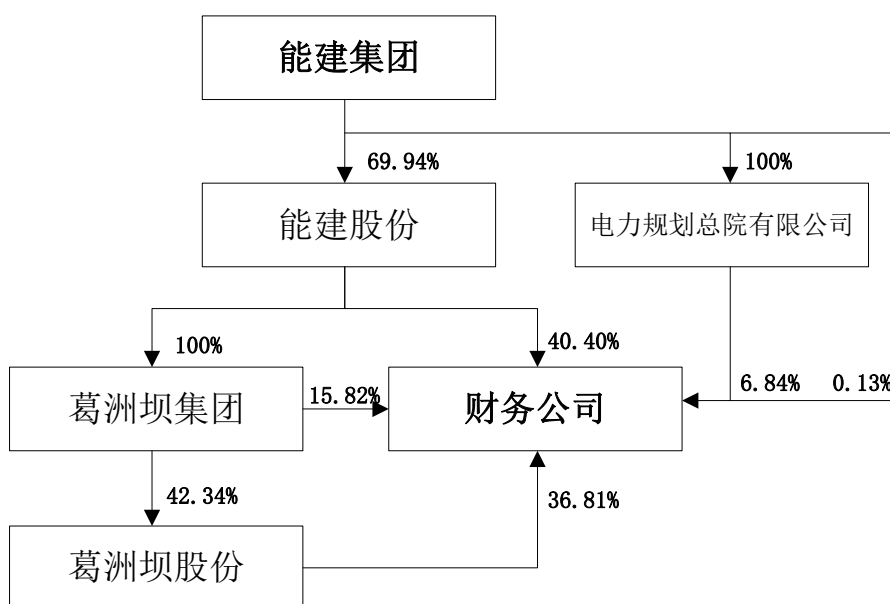 能建集团
69.94%
100%
能建股份
电力规划总院有限公司
100%
40.40%
葛洲坝集团
15.82%
财务公司
6.84%
0.13%
42.34%
36.81%
葛洲坝股份